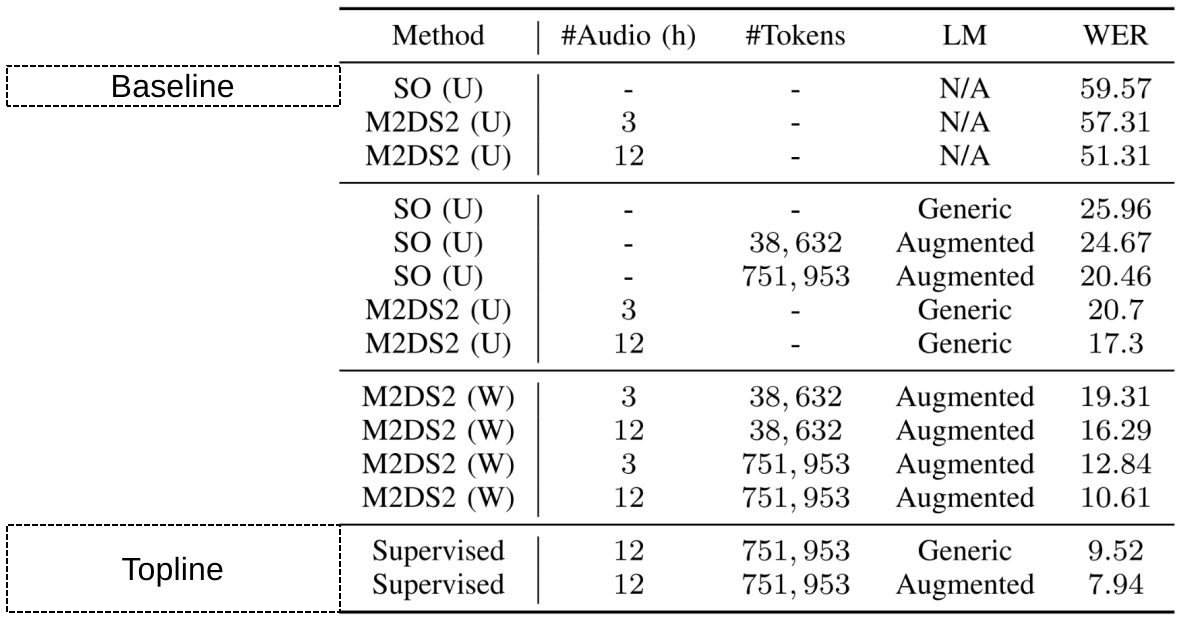 Method #Audio (h) #Tokens LM WER
Baseline SO (U) - - N/A 59.57
M2DS2 (U) 3 - N/A 57.31
M2DS2 (U) 12 - N/A 51.31
SO (U) - - Generic 25.96
SO (U) - 38,632 Augmented 24.67
SO (U) - 751,953 Augmented 20.46
M2DS2 (U) 3 - Generic 20.7
M2DS2 (U) 12 - Generic 17.3
M2DS2 (W) 3 38,632 Augmented 19.31
M2DS2 (W) 12 38,632 Augmented 16.29
M2DS2 (W) 3 751,953 Augmented 12.84
M2DS2 (W) 12 751,953 Augmented 10.61
Topline
Supervised 12 751,953 Generic 9.52
Supervised 12 751,953 Augmented 7.94